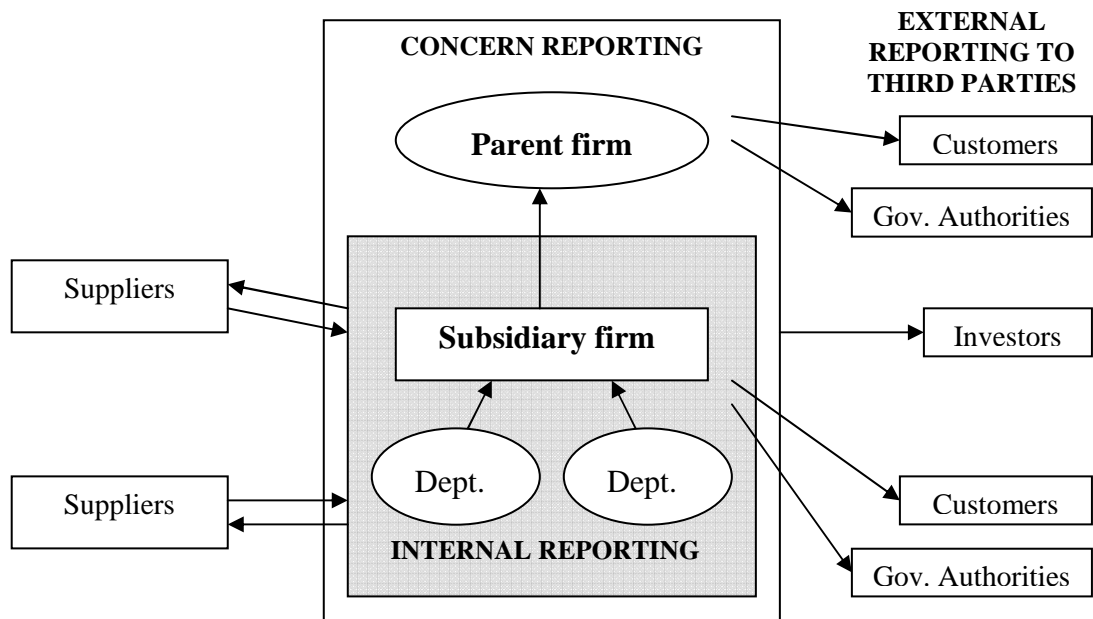 CONCERN REPORTING
EXTERNAL
REPORTING TO
THIRD PARTIES
Parent firm
Customers
Gov. Authorities
Suppliers
Subsidiary firm
Investors
Dept.
Dept.
Suppliers
Customers
INTERNAL REPORTING
Gov. Authorities